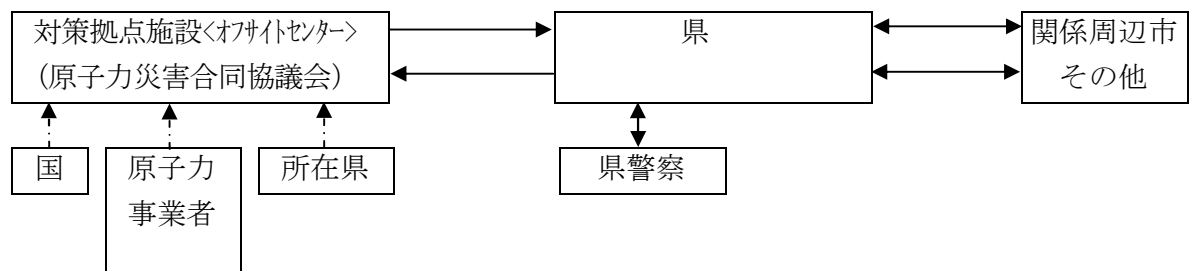 対策拠点施設<ｵﾌｻｲﾄｾﾝﾀｰ>
(原子力災害合同協議会)
県
関係周辺市
その他
国
原子力
事業者
所在県
県警察